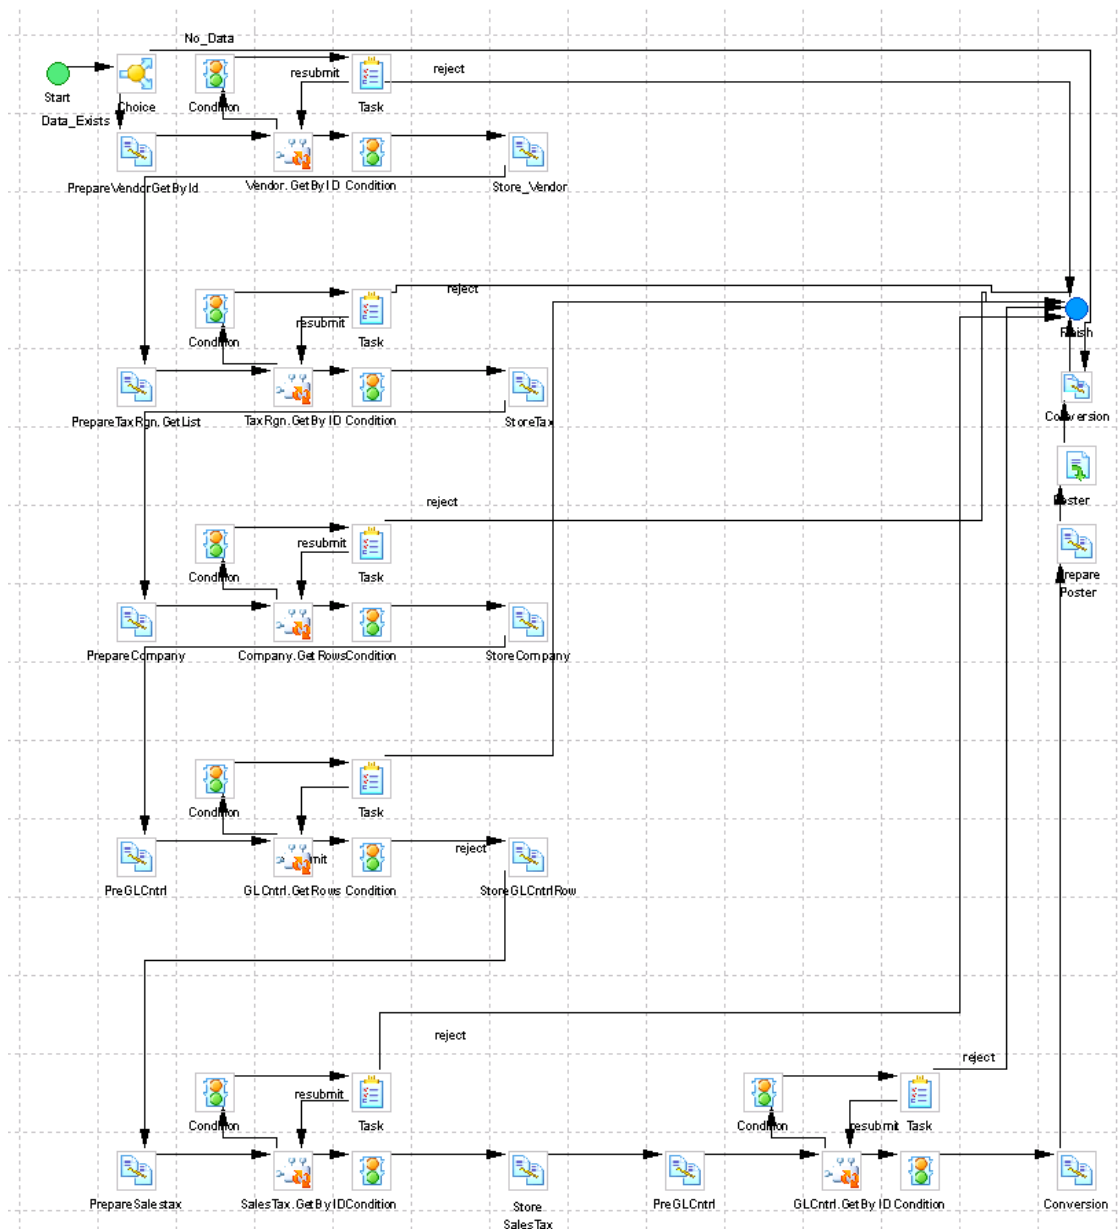 No_Data
resubmit
reject
Start
Choice
Condition
Task
Data_Exists
PrepareVendorGetById
Vendor.GetByID
Condition
Store_Vendor
reject
resubmit
Condition
Task
Finish
PrepareTaxRgn.GetList
TaxRgn.GetByID
Condition
StoreTax
Conversion
reject
Poster
resubmit
Condition
Task
Prepare
Poster
PrepareCompany
Company.GetRows
Condition
StoreCompany
Condition
Task
reject
PreGLCntrl
GLCntrl.GetRows
Condition
StoreGLCntrlRow
reject
reject
resubmit
Condition
Task
Condition
resubmit
Task
PrepareSalestax
SalesTax.GetByID
Condition
Store
SalesTax
PreGLCntrl
GLCntrl.GetByID
Condition
Conversion